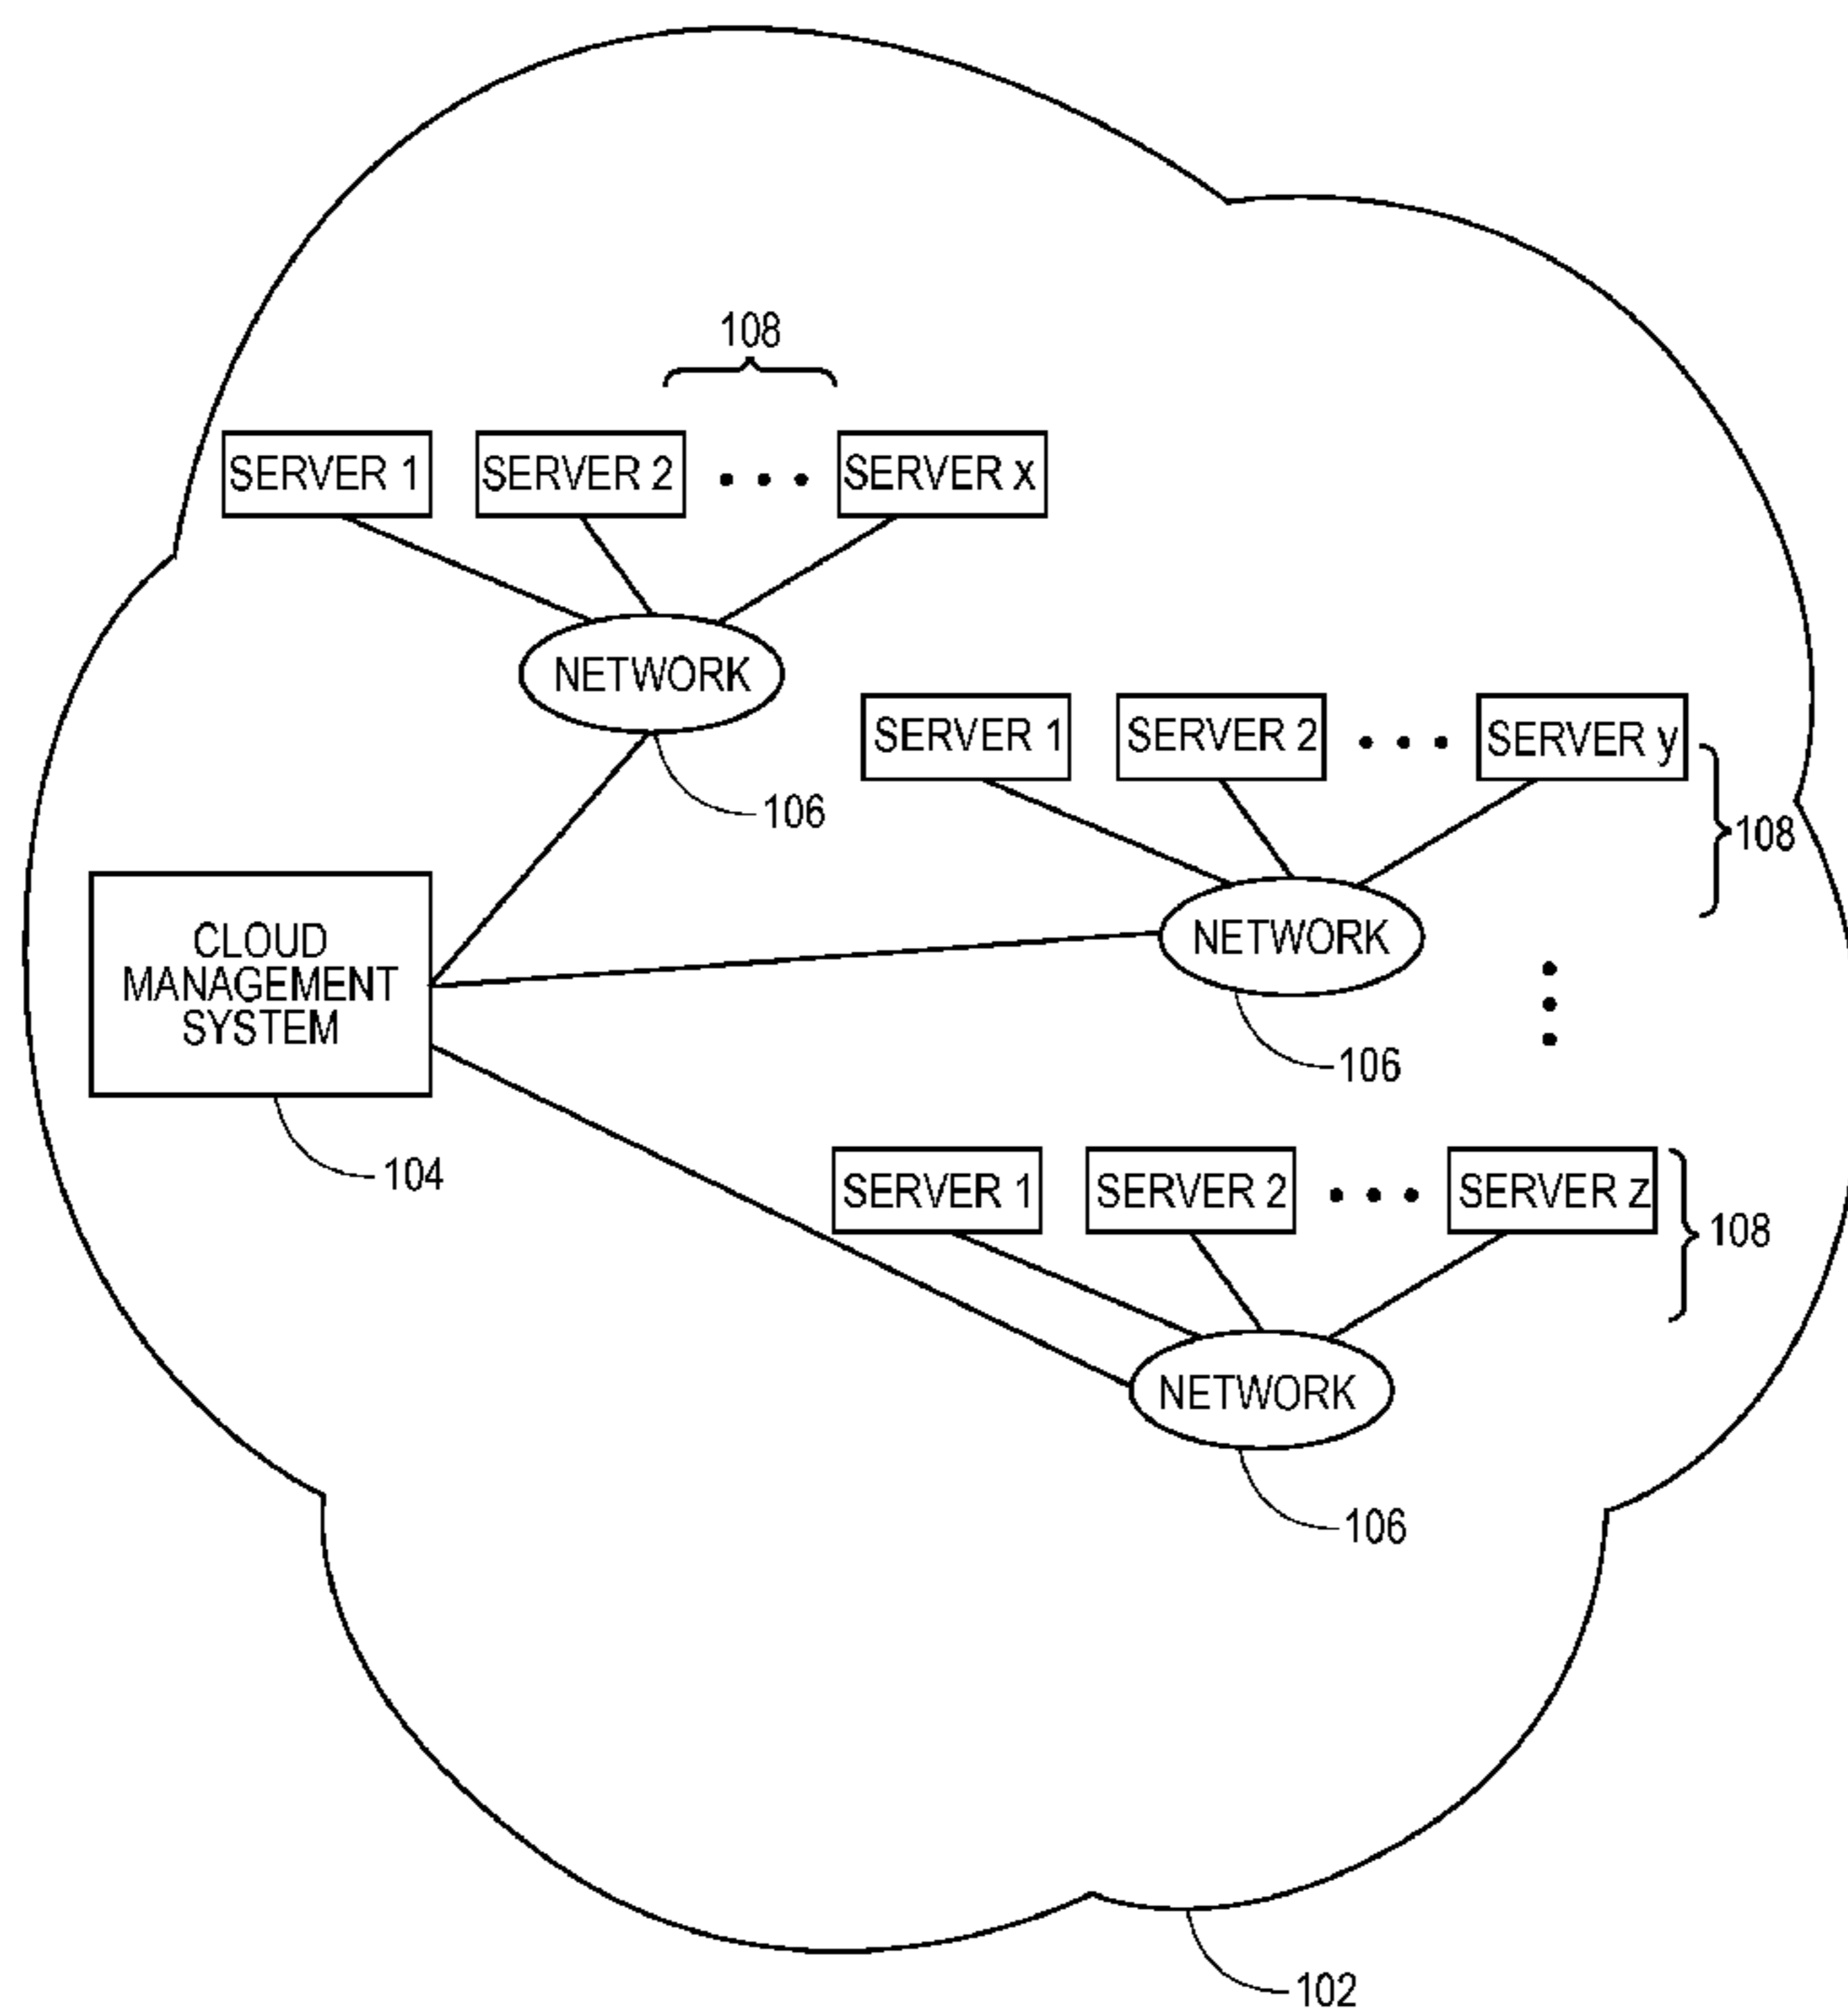 108
SERVER 1 SERVER 2 • • • SERVER x
NETWORK
106
SERVER 1 SERVER 2 • • • SERVER y
108
NETWORK
106
CLOUD
MANAGEMENT
SYSTEM
104
SERVER 1 SERVER 2 • • • SERVER z
108
NETWORK
106
102